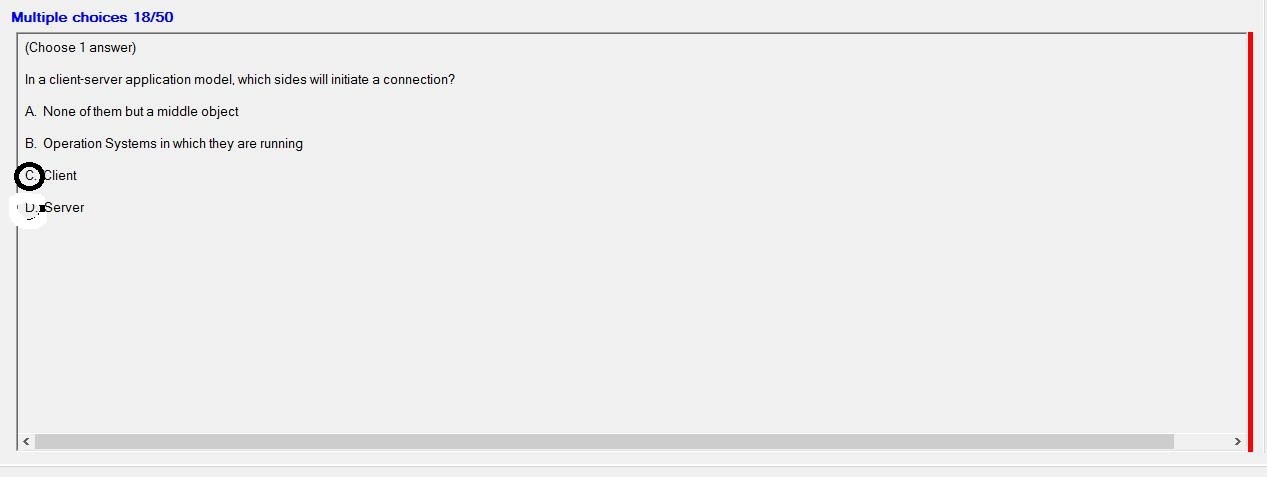 Multiple choices 18/50
(Choose 1 answer)
In a client-server application model, which sides will initiate a connection?
A. None of them but a middle object
B. Operation Systems in which they are running
C. Client
D. Server